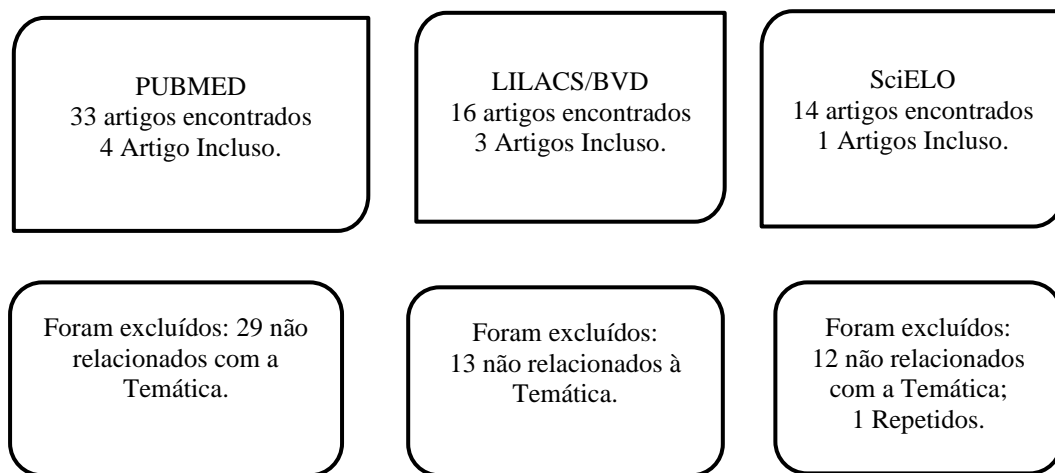 PUBMED
33 artigos encontrados
4 Artigo Incluso.
LILACS/BVD
16 artigos encontrados
3 Artigos Incluso.
SciELO
14 artigos encontrados
1 Artigos Incluso.
Foram excluídos: 29 não
relacionados com a
Temática.
Foram excluídos:
13 não relacionados à
Temática.
Foram excluídos:
12 não relacionados
com a Temática;
1 Repetidos.